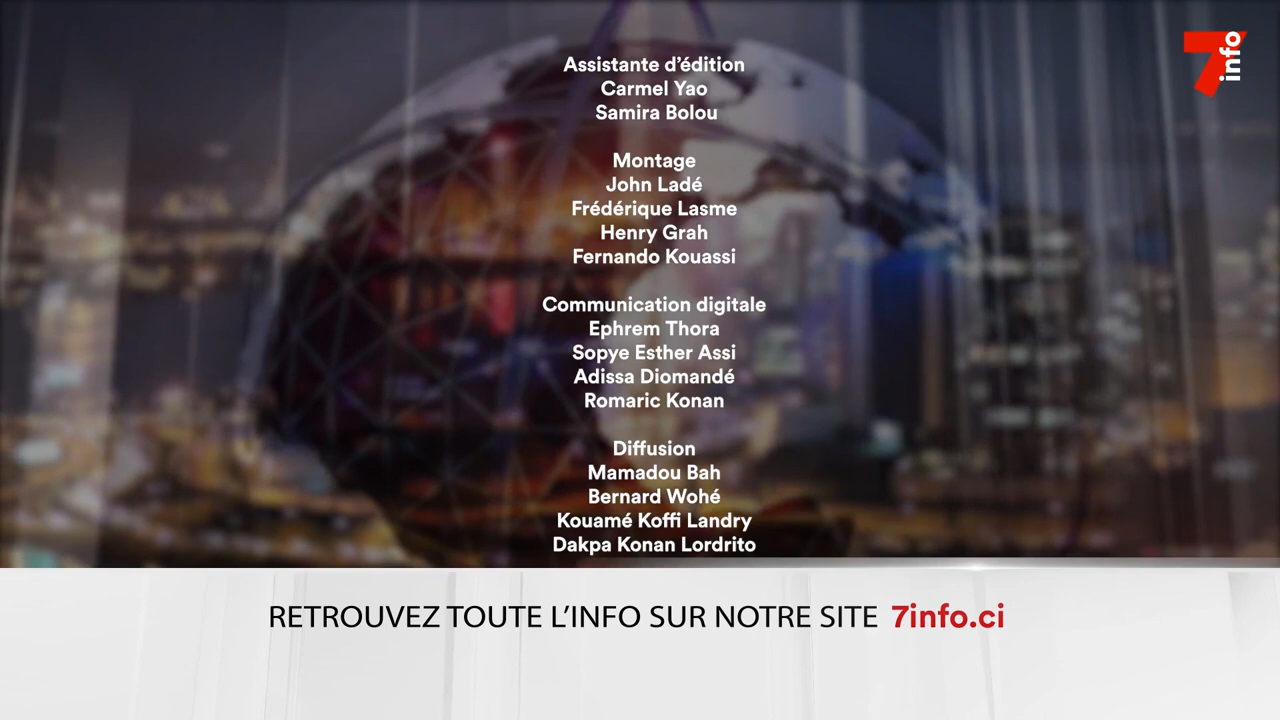 7info
Assistante d'édition
Carmel Yao
Samira Bolou
Montage
John Ladé
Frédérique Lasme
Henry Grah
Fernando Kouassi
Communication digitale
Ephrem Thora
Sopye Esther Assi
Adissa Diomandé
Romaric Konan
Diffusion
Mamadou Bah
Bernard Wohé
Kouamé Koffi Landry
Dakpa Konan Lordrito
RETROUVEZ TOUTE L'INFO SUR NOTRE SITE 7info.ci